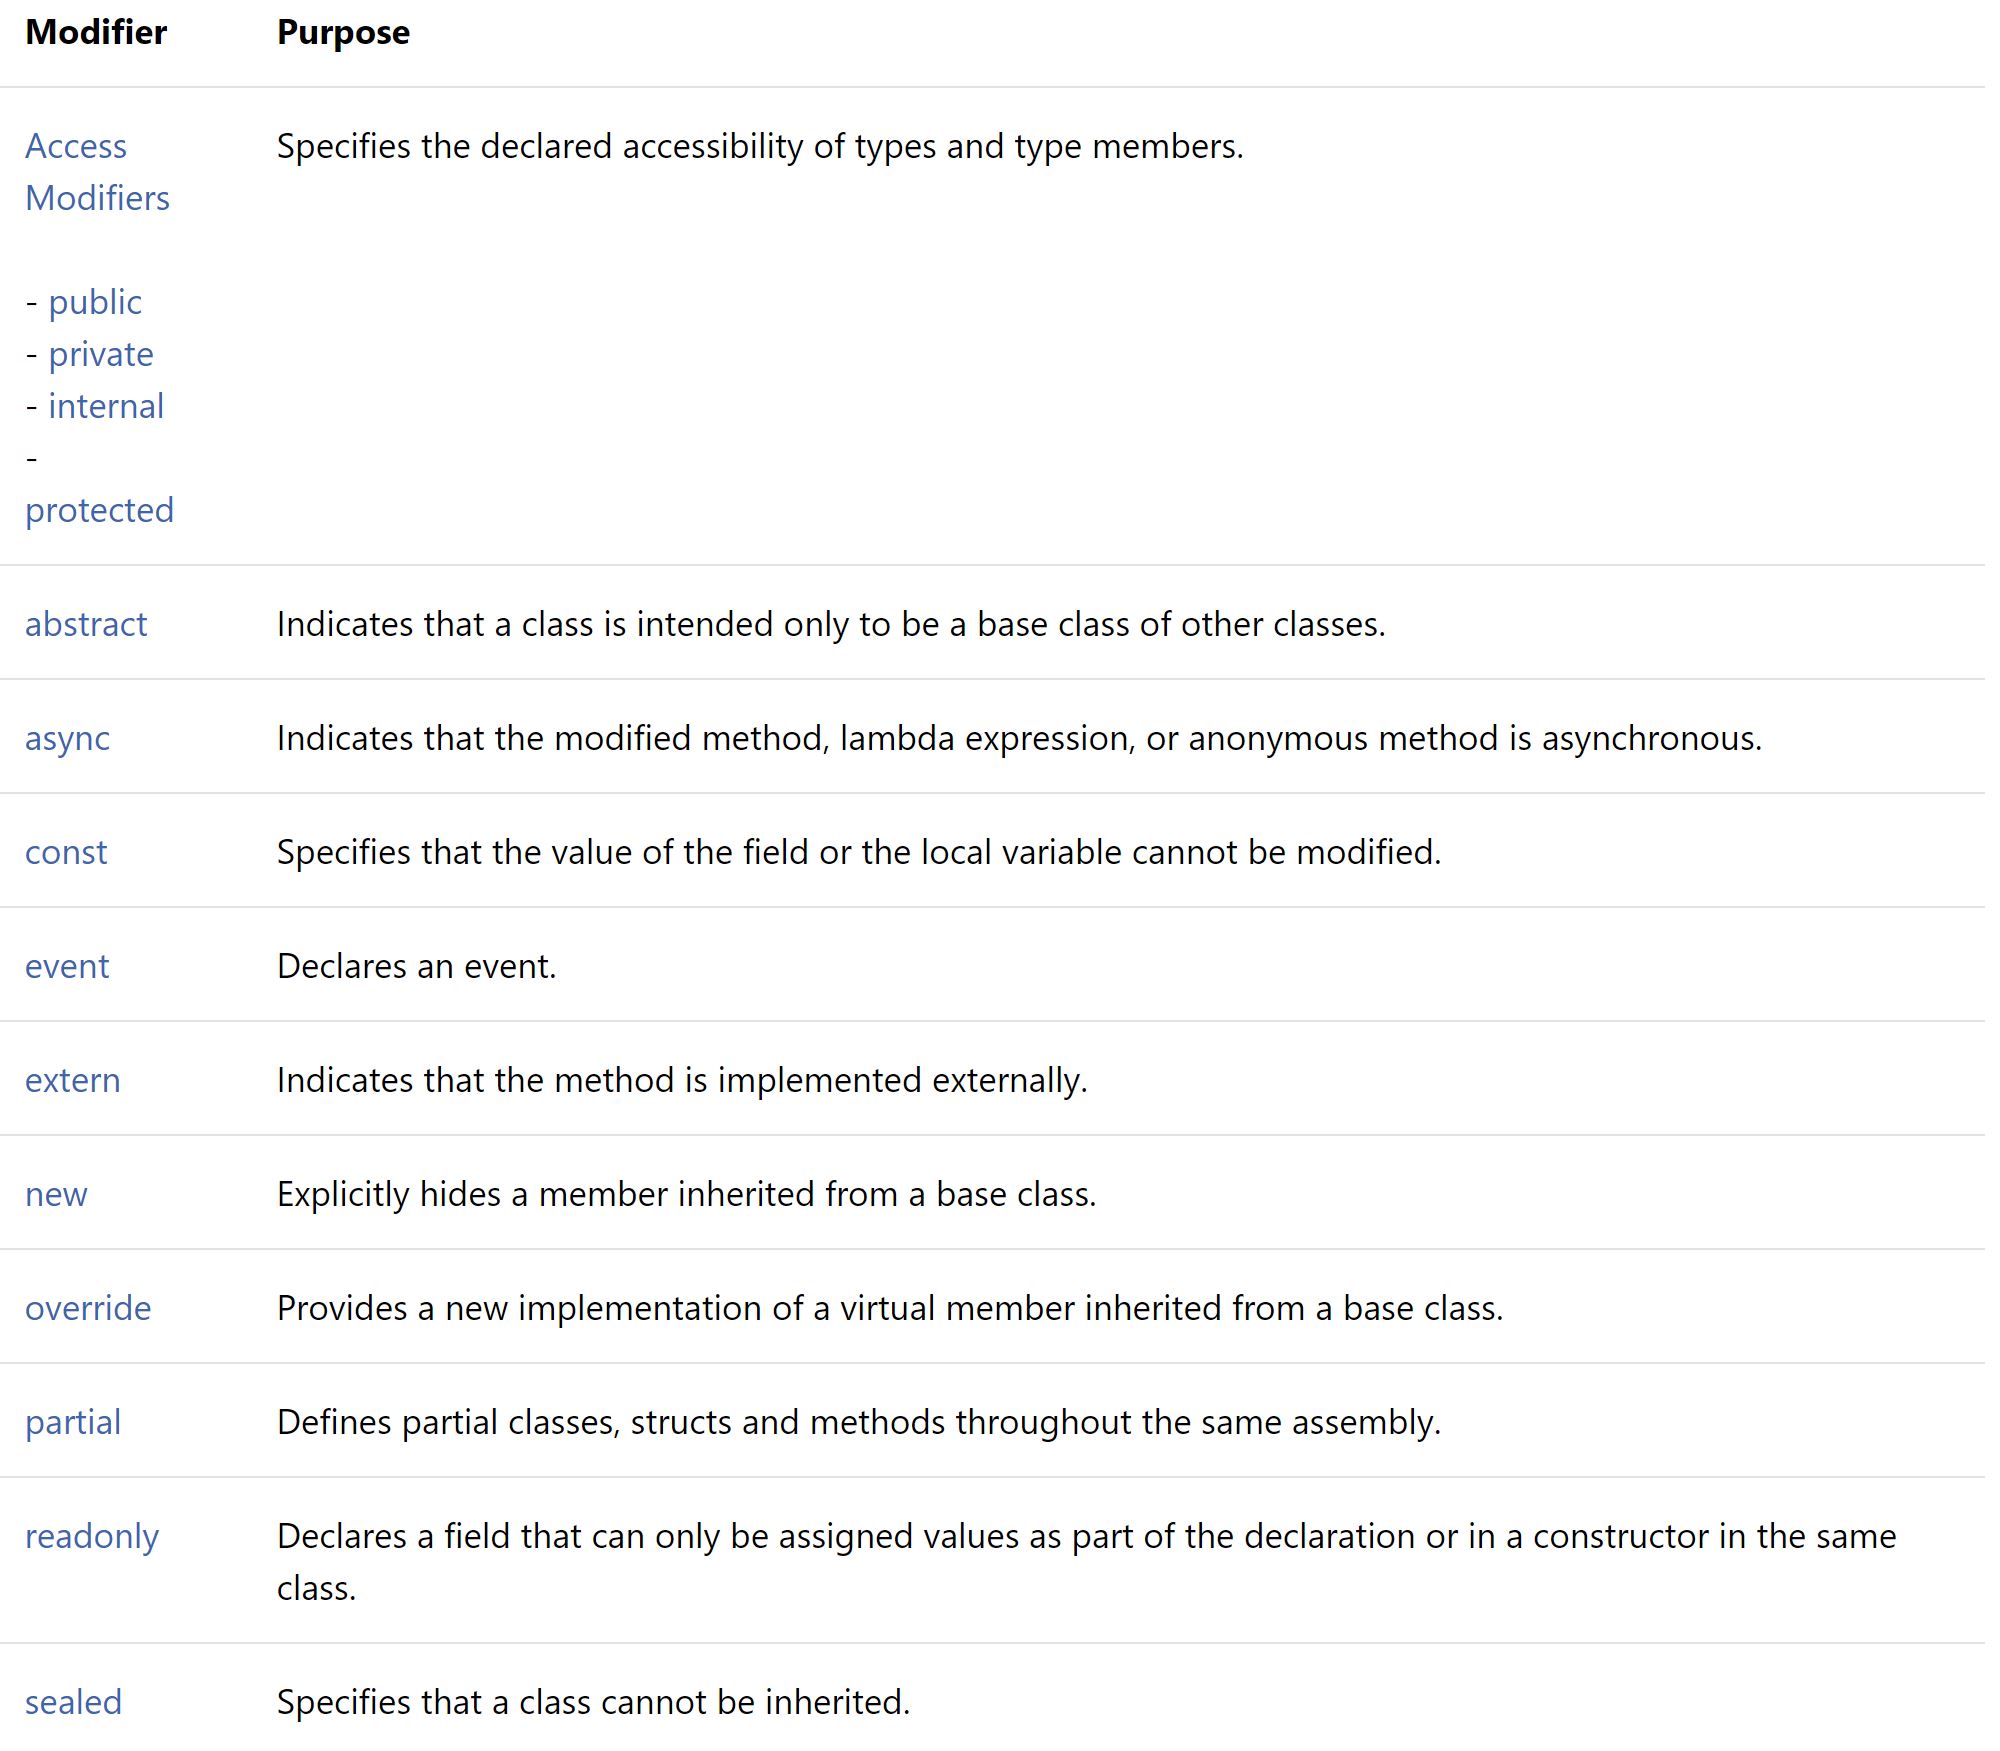 Modifier Purpose
Access Specifies the declared accessibility of types and type members.
Modifiers
- public
- private
- internal
-
protected
abstract Indicates that a class is intended only to be a base class of other classes.
async Indicates that the modified method, lambda expression, or anonymous method is asynchronous.
const Specifies that the value of the field or the local variable cannot be modified.
event Declares an event.
extern Indicates that the method is implemented externally.
new Explicitly hides a member inherited from a base class.
override Provides a new implementation of a virtual member inherited from a base class.
partial Defines partial classes, structs and methods throughout the same assembly.
readonly Declares a field that can only be assigned values as part of the declaration or in a constructor in the same
class.
sealed Specifies that a class cannot be inherited.